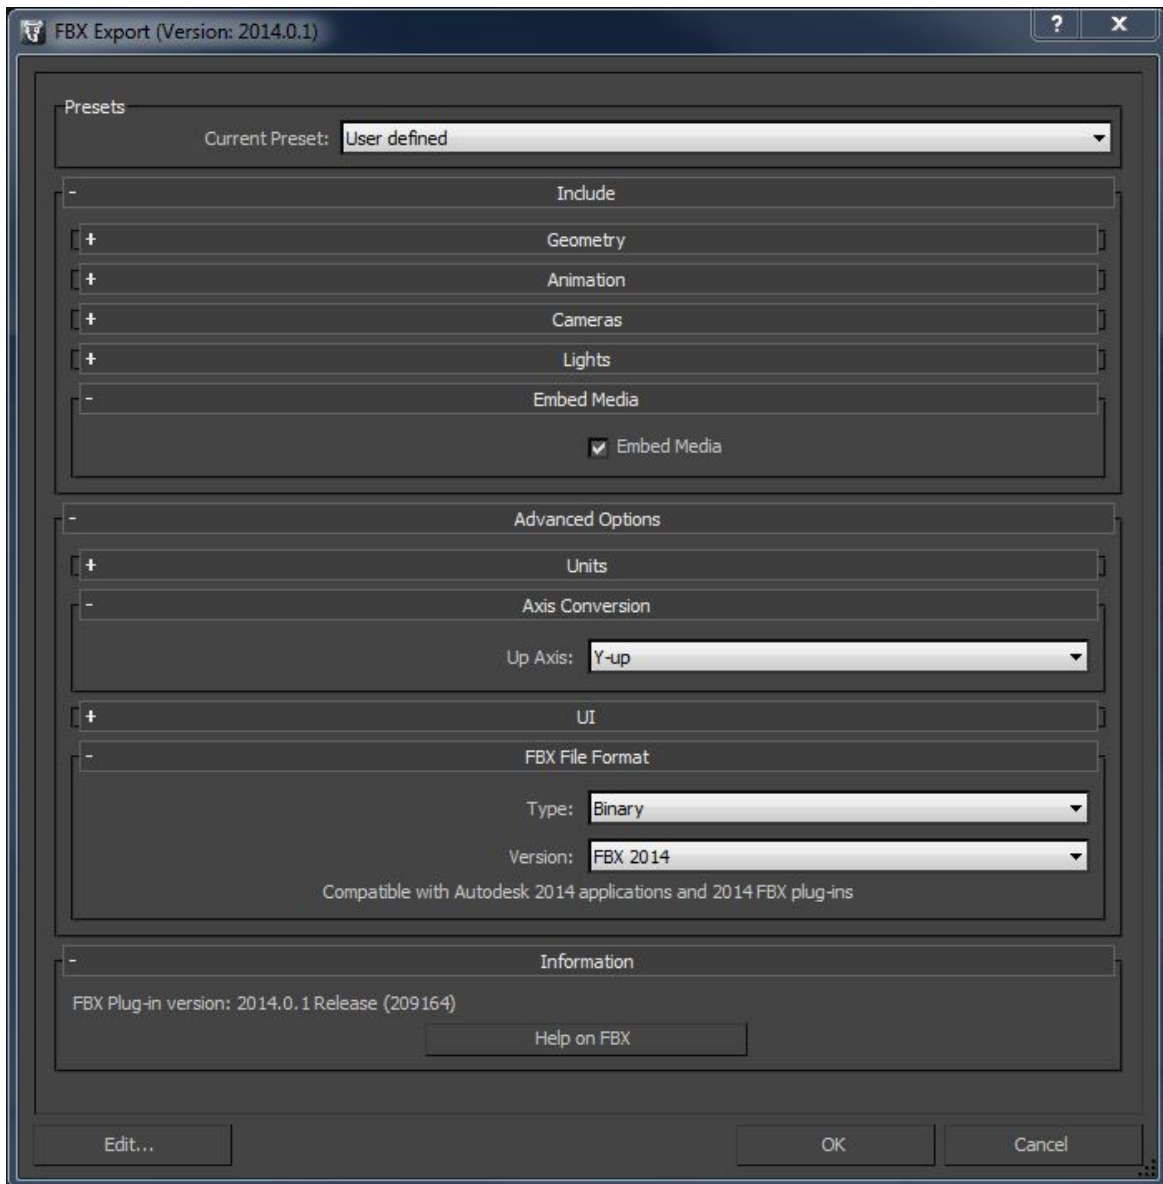 FBX Export (Version: 2014.0.1)
? X
Presets
Current Preset: User defined
- Include
+ Geometry
+ Animation
+ Cameras
+ Lights
- Embed Media
Embed Media
- Advanced Options
+ Units
- Axis Conversion
Up Axis: Y-up
+ UI
- FBX File Format
Type: Binary
Version: FBX 2014
Compatible with Autodesk 2014 applications and 2014 FBX plug-ins
- Information
FBX Plug-in version: 2014.0.1 Release (209164)
Help on FBX
Edit... OK Cancel